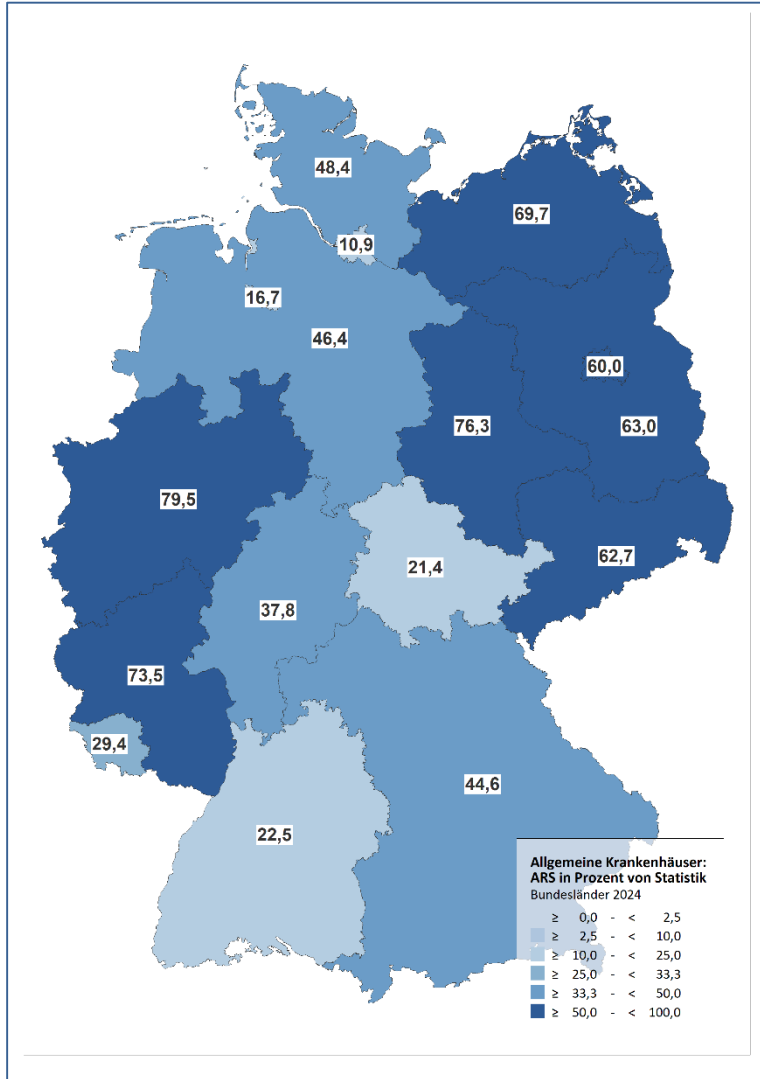 48,4
69,7
10,9
16,7
46,4
60,0
76,3
63,0
79,5
62,7
21,4
37,8
73,5
29,4
44,6
22,5
Allgemeine Krankenhäuser:
ARS in Prozent von Statistik
Bundesländer 2024
≥ 0,0 - < 2,5
≥ 2,5 - < 10,0
≥ 10,0 - < 25,0
≥ 25,0 - < 33,3
≥ 33,3 - < 50,0
≥ 50,0 - < 100,0